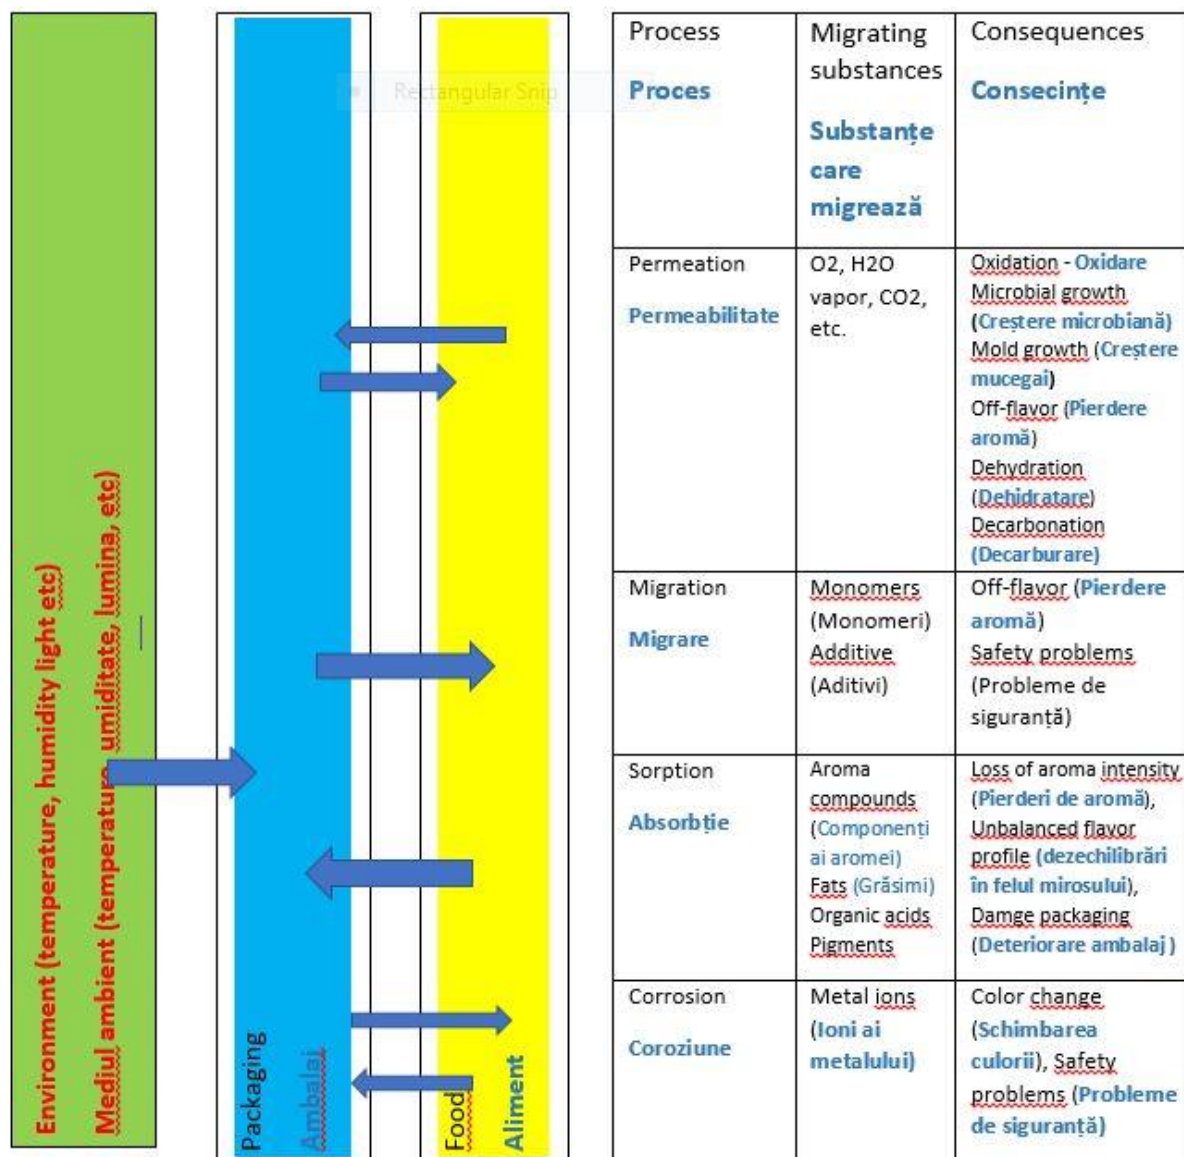 Environment (temperature, humidity light etc)
Mediul ambient (temperature, umiditate, lumina, etc)
Packaging
Ambalaj
Food
Aliment
Rectangular Snip
Process
Proces
Migrating
substances
Substanțe
care
migrează
Consequences
Consecințe
Permeation
Permeabilitate
O2, H2O
vapor, CO2,
etc.
Oxidation - Oxidare
Microbial growth
(Creștere microbiană)
Mold growth (Creștere
mucegai)
Off-flavor (Pierdere
aromă)
Dehydration
(Dehidratare)
Decarbonation
(Decarburare)
Migration
Migrare
Monomers
(Monomeri)
Additive
(Aditivi)
Off-flavor (Pierdere
aromă)
Safety problems
(Probleme de
siguranță)
Sorption
Absorbție
Aroma
compounds
(Componenți
ai aromei)
Fats (Grăsimi)
Organic acids
Pigments
Loss of aroma intensity
(Pierderi de aromă),
Unbalanced flavor
profile (dezechilibrări
în felul mirosului),
Damge packaging
(Deteriorare ambalaj )
Corrosion
Coroziune
Metal ions
(Ioni ai
metalului)
Color change
(Schimbarea
culorii), Safety
problems (Probleme
de siguranță)